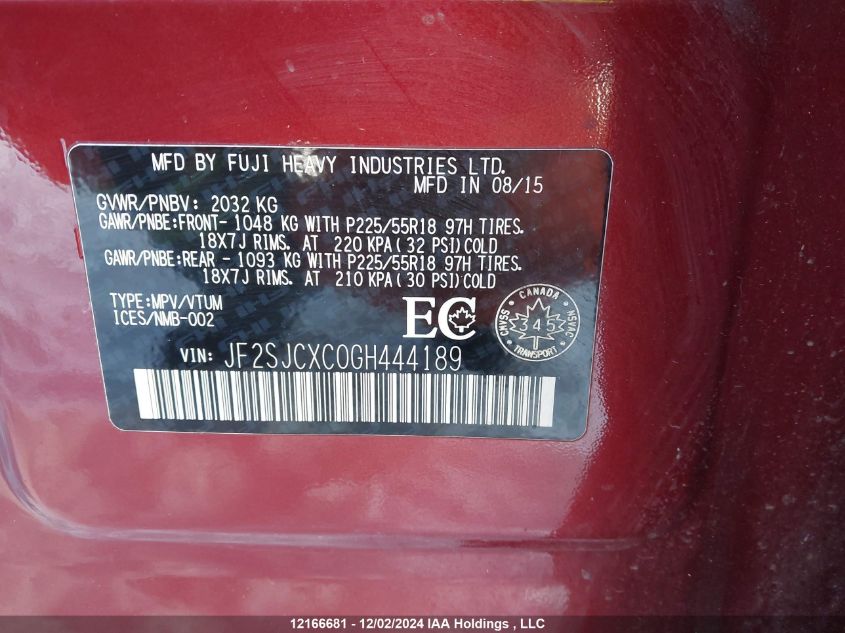 MFD BY FUJI HEAVY INDUSTRIES LTD.
MFD IN 08/15
GVWR/PNBV: 2032 KG
GAWR/PNBE:FRONT- 1048 KG WITH P225/55R18 97H TIRES.
18X7J RIMS. AT 220 KPA(32 PSI)COLD
GAWR/PNBE:REAR - 1093 KG WITH P225/55R18 97H TIRES.
18X7J RIMS. AT 210 KPA(30 PSI)COLD
TYPE:MPV/VTUM
ICES/NMB-002
EC
CANADA
CMVSS 345 NSVAC
TRANSPORT
VIN: JF2SJCXC0GH444189
12166681 - 12/02/2024 IAA Holdings , LLC